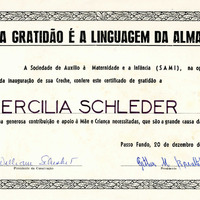 A GRATIDÃO É A LINGUAGEM DA ALMA
A Sociedade de Auxílio à Maternidade e a Infância (SAMI), na op
da inauguração de sua Creche, confere este certificado de gratidão a
ERCILIA SCHLEDER
a generosa contribuição e apoio à Mãe e Criança necessitadas, que são a grande causa da
Passo Fundo, 20 de dezembro de